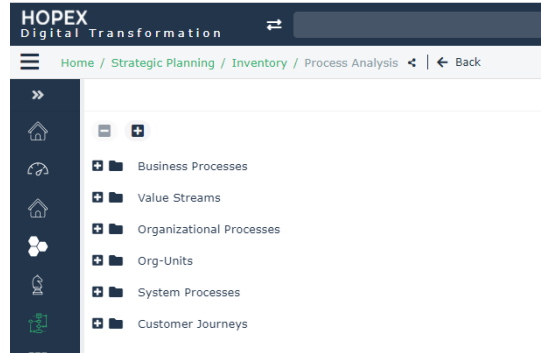 HOPEX
Digital Transformation
Home / Strategic Planning / Inventory / Process Analysis
Back
Business Processes
Value Streams
Organizational Processes
Org-Units
System Processes
Customer Journeys